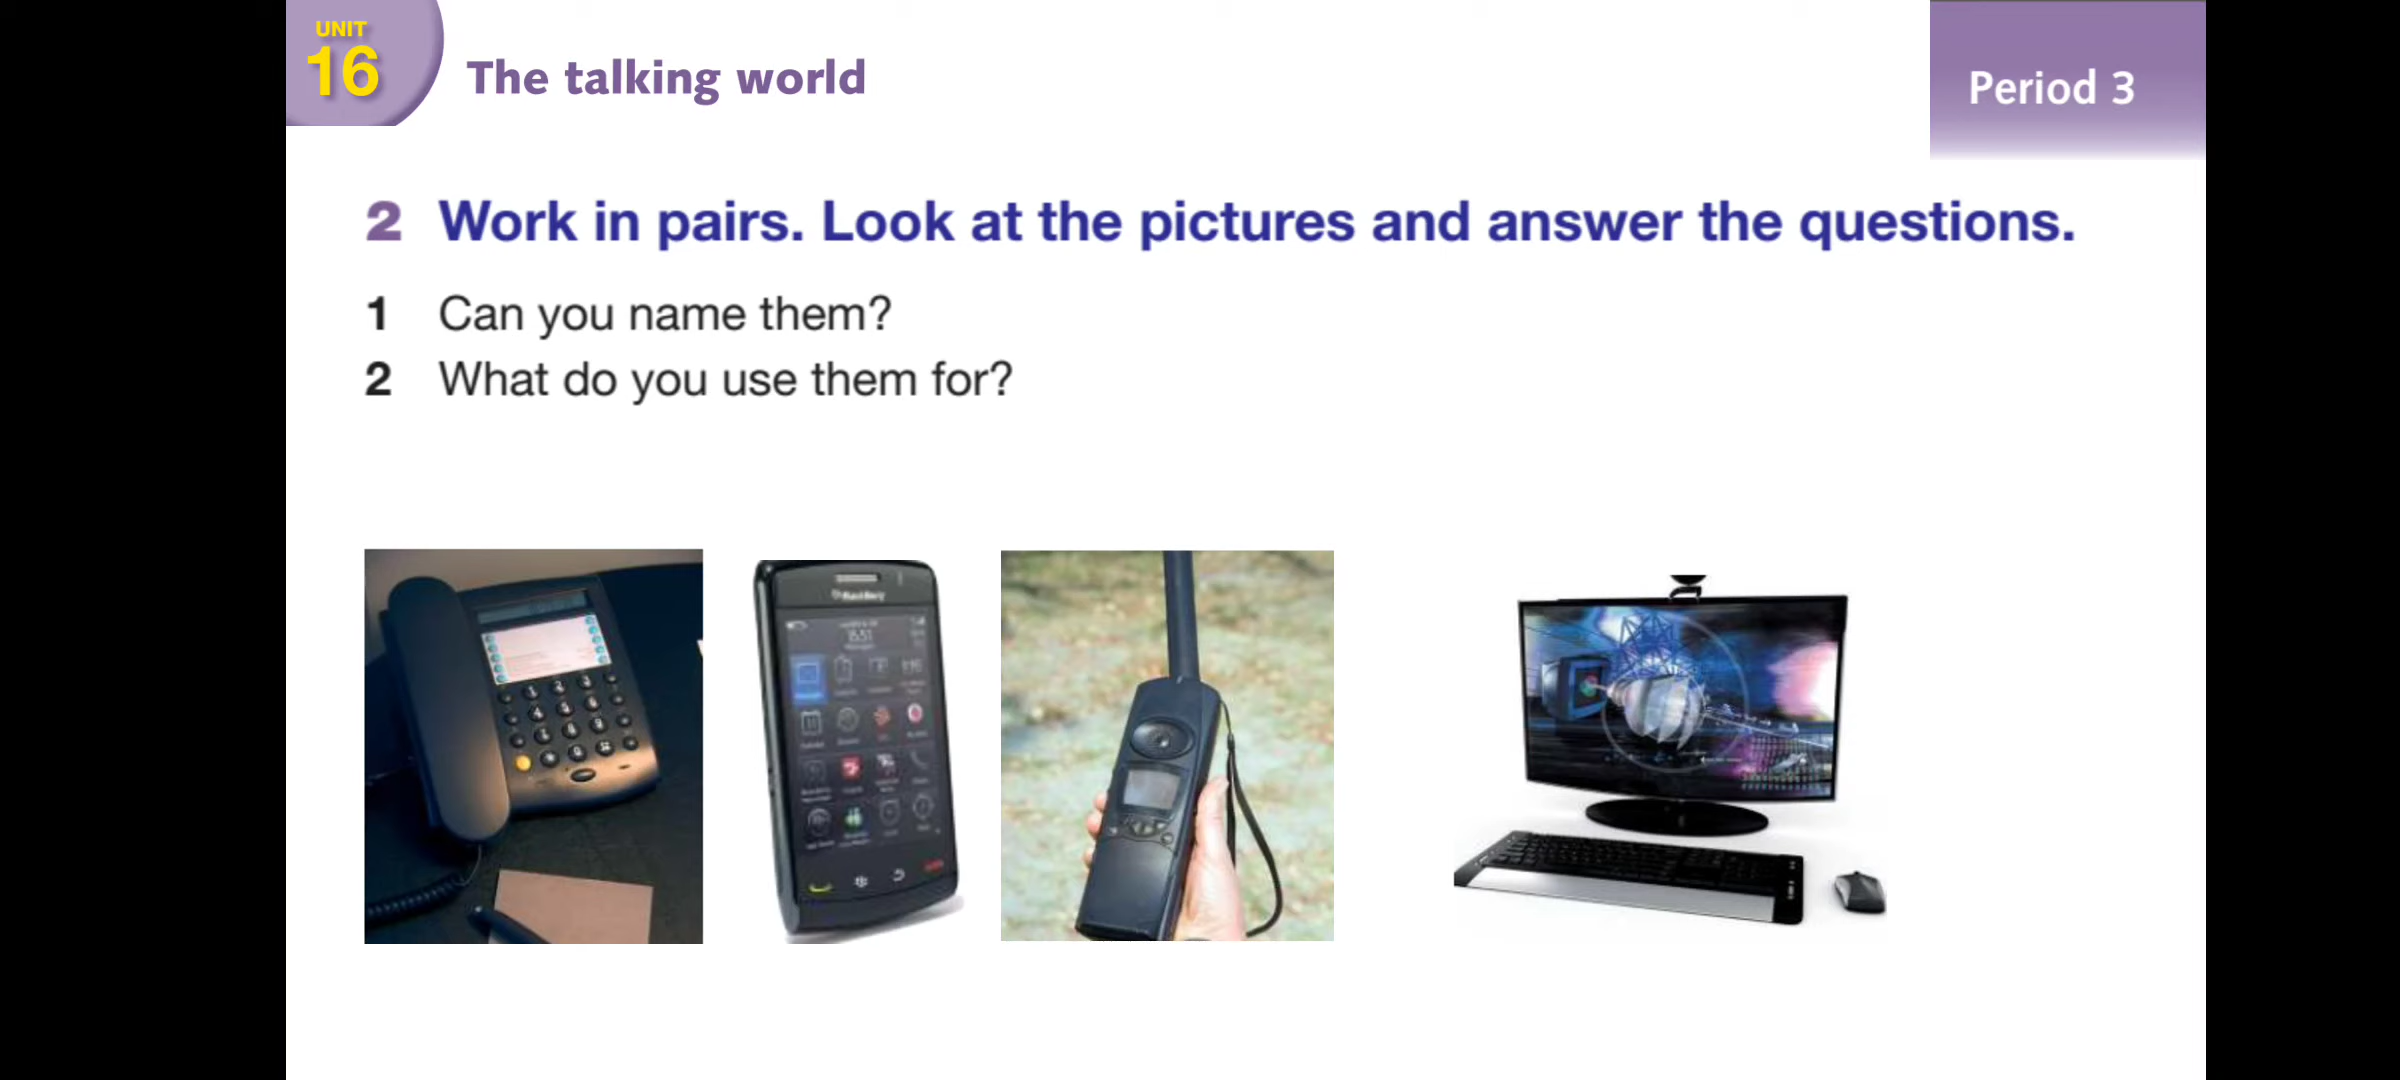 UNIT
16
The talking world
Period 3
2 Work in pairs. Look at the pictures and answer the questions.
1 Can you name them?
2 What do you use them for?
BlackBerry